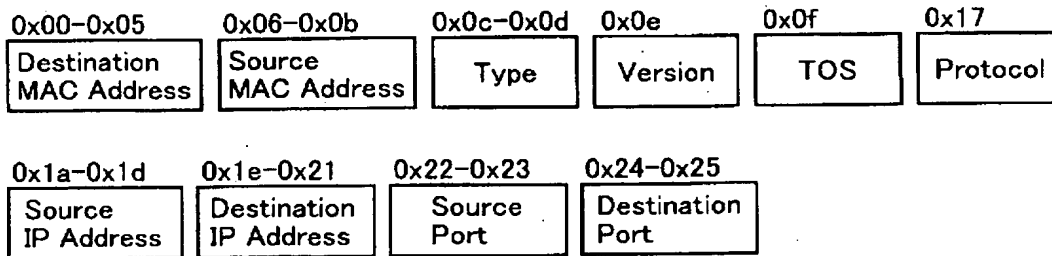 0x00-0x05 0x06-0x0b 0x0c-0x0d 0x0e 0x0f 0x17
Destination Source Type Version TOS Protocol
MAC Address MAC Address
0x1a-0x1d 0x1e-0x21 0x22-0x23 0x24-0x25
Source Destination Source Destination
IP Address IP Address Port Port